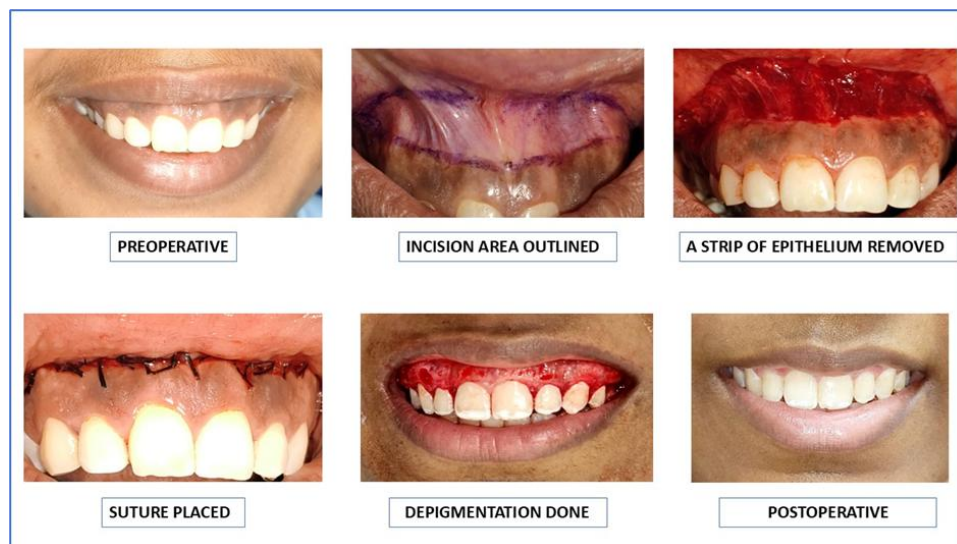 PREOPERATIVE
INCISION AREA OUTLINED
A STRIP OF EPITHELIUM REMOVED
SUTURE PLACED
DEPIGMENTATION DONE
POSTOPERATIVE